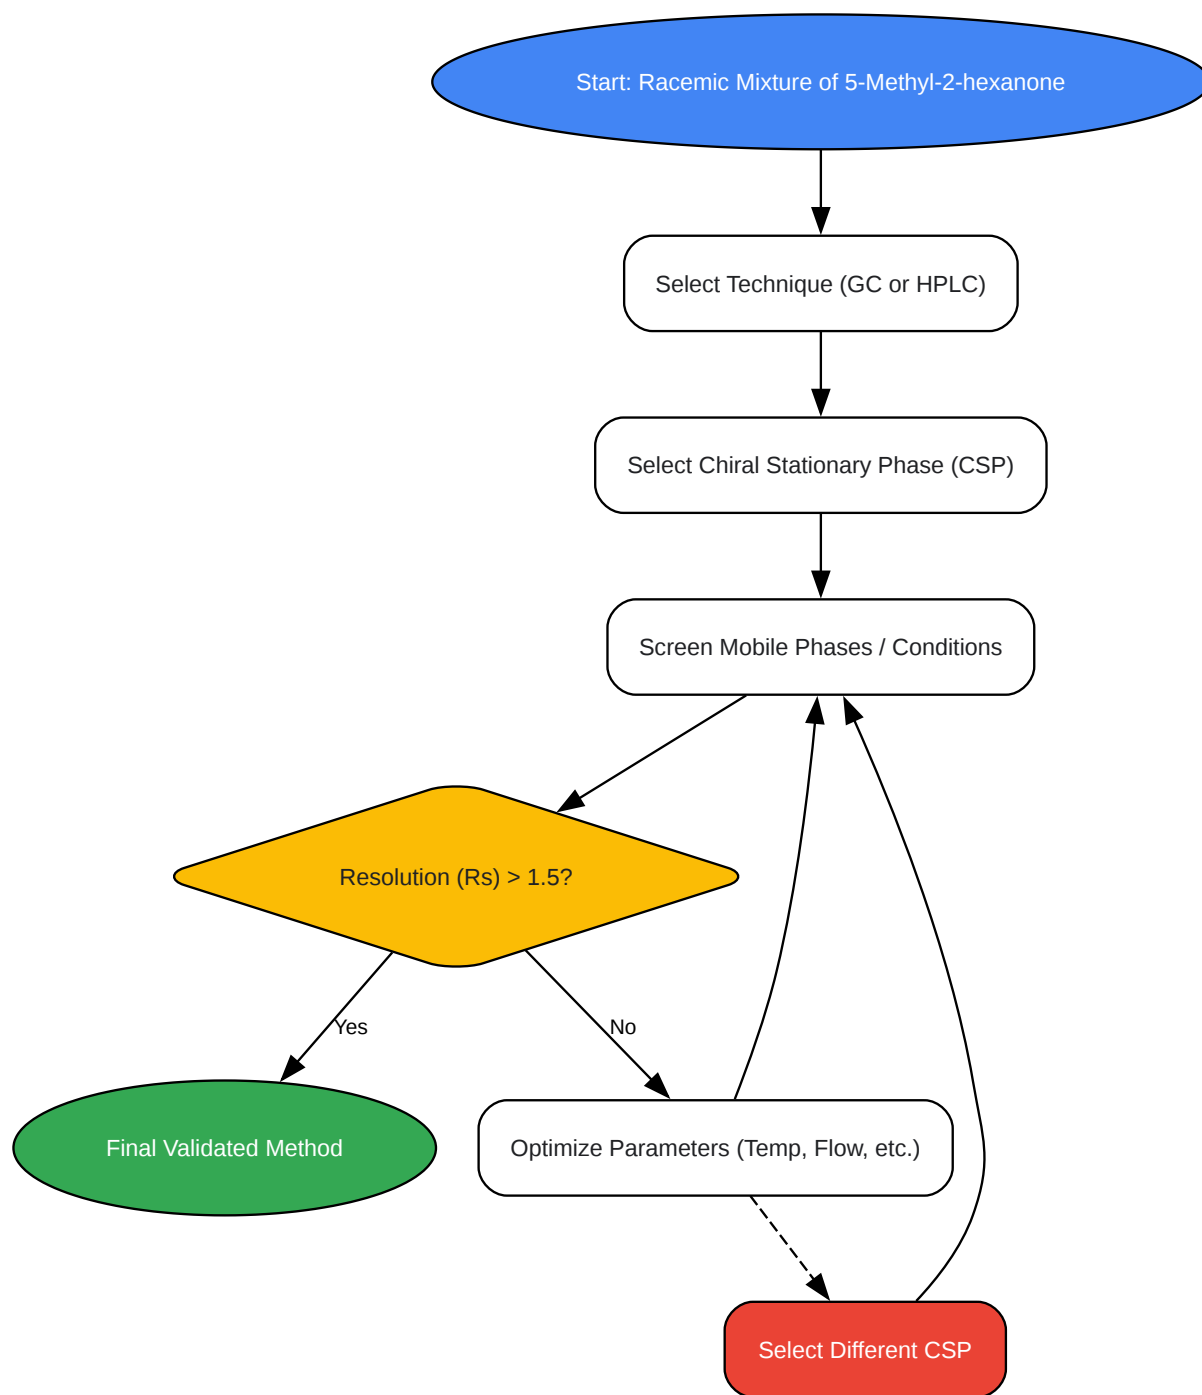 Start: Racemic Mixture of 5-Methyl-2-hexanone
Select Technique (GC or HPLC)
Select Chiral Stationary Phase (CSP)
Screen Mobile Phases / Conditions
Resolution (Rs) > 1.5?
Yes
No
Final Validated Method
Optimize Parameters (Temp, Flow, etc.)
Select Different CSP